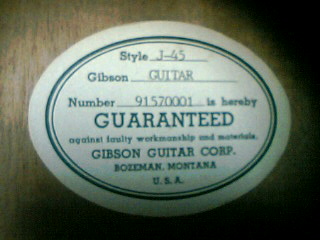 Style J-45
Gibson GUITAR
Number 91570001 is hereby
GUARANTEED
against faulty workmanship and materials.
GIBSON GUITAR CORP.
BOZEMAN, MONTANA
U.S.A.